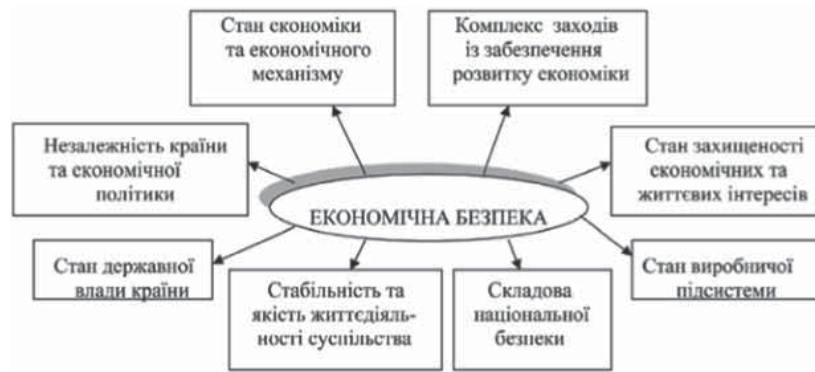 Стан економіки
та економічного
механізму
Комплекс заходів
із забезпечення
розвитку економіки
Незалежність країни
та економічної
політики
Стан захищеності
економічних та
життєвих інтересів
ЕКОНОМІЧНА БЕЗПЕКА
Стан державної
влади країни
Стабільність та
якість життєдіяль-
ності суспільства
Складова
національної
безпеки
Стан виробничої
підсистеми